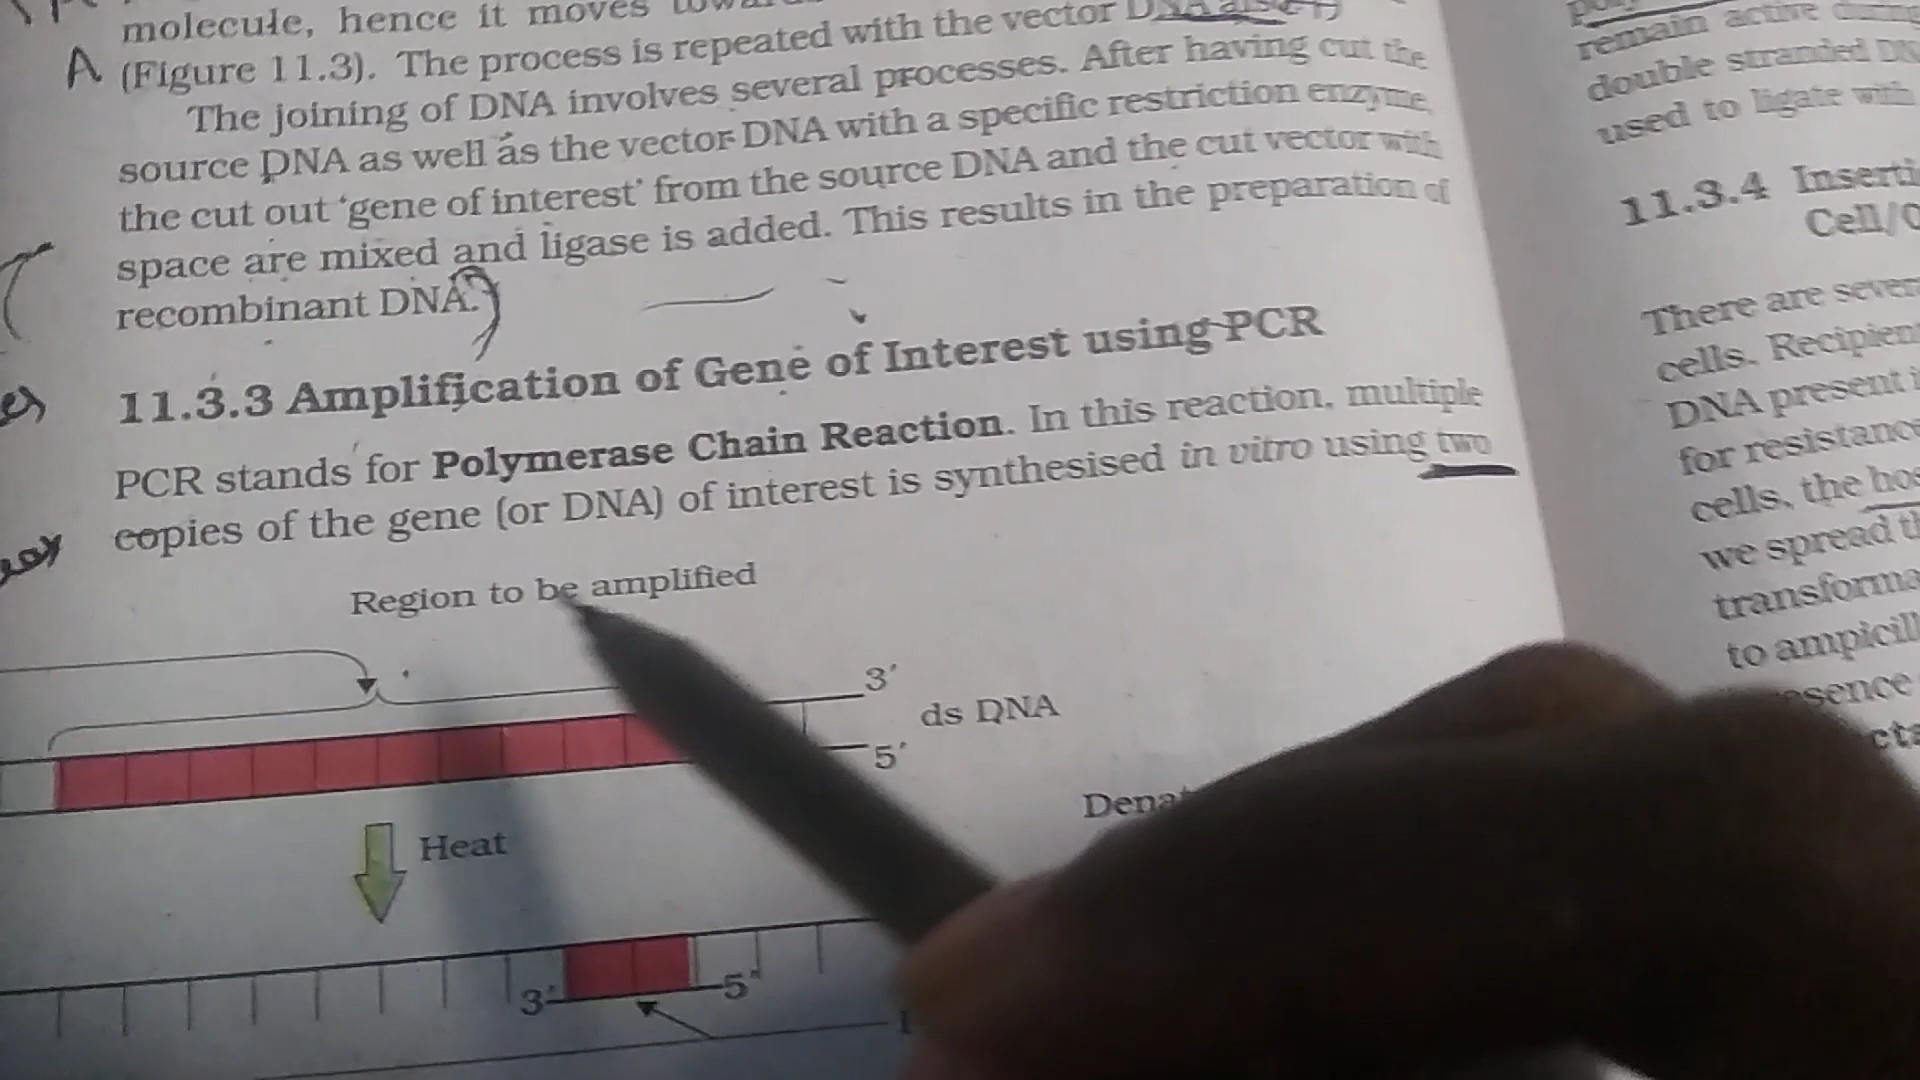 molecule, hence it moves
A (Figure 11.3). The process is repeated with the vector DNA also.
The joining of DNA involves several processes. After having cut the
source DNA as well as the vector DNA with a specific restriction enzyme,
the cut out 'gene of interest' from the source DNA and the cut vector with
space are mixed and ligase is added. This results in the preparation of
recombinant DNA.
11.3.3 Amplification of Gene of Interest using PCR
PCR stands for Polymerase Chain Reaction. In this reaction, multiple
copies of the gene (or DNA) of interest is synthesised in vitro using two
Region to be amplified
3′
ds DNA
5′
Heat
3′
5′
remain active
double stranded
used to ligate with
11.3.4
Cell/
There are
cells.
DNA present
for
cells, the
we spread
to